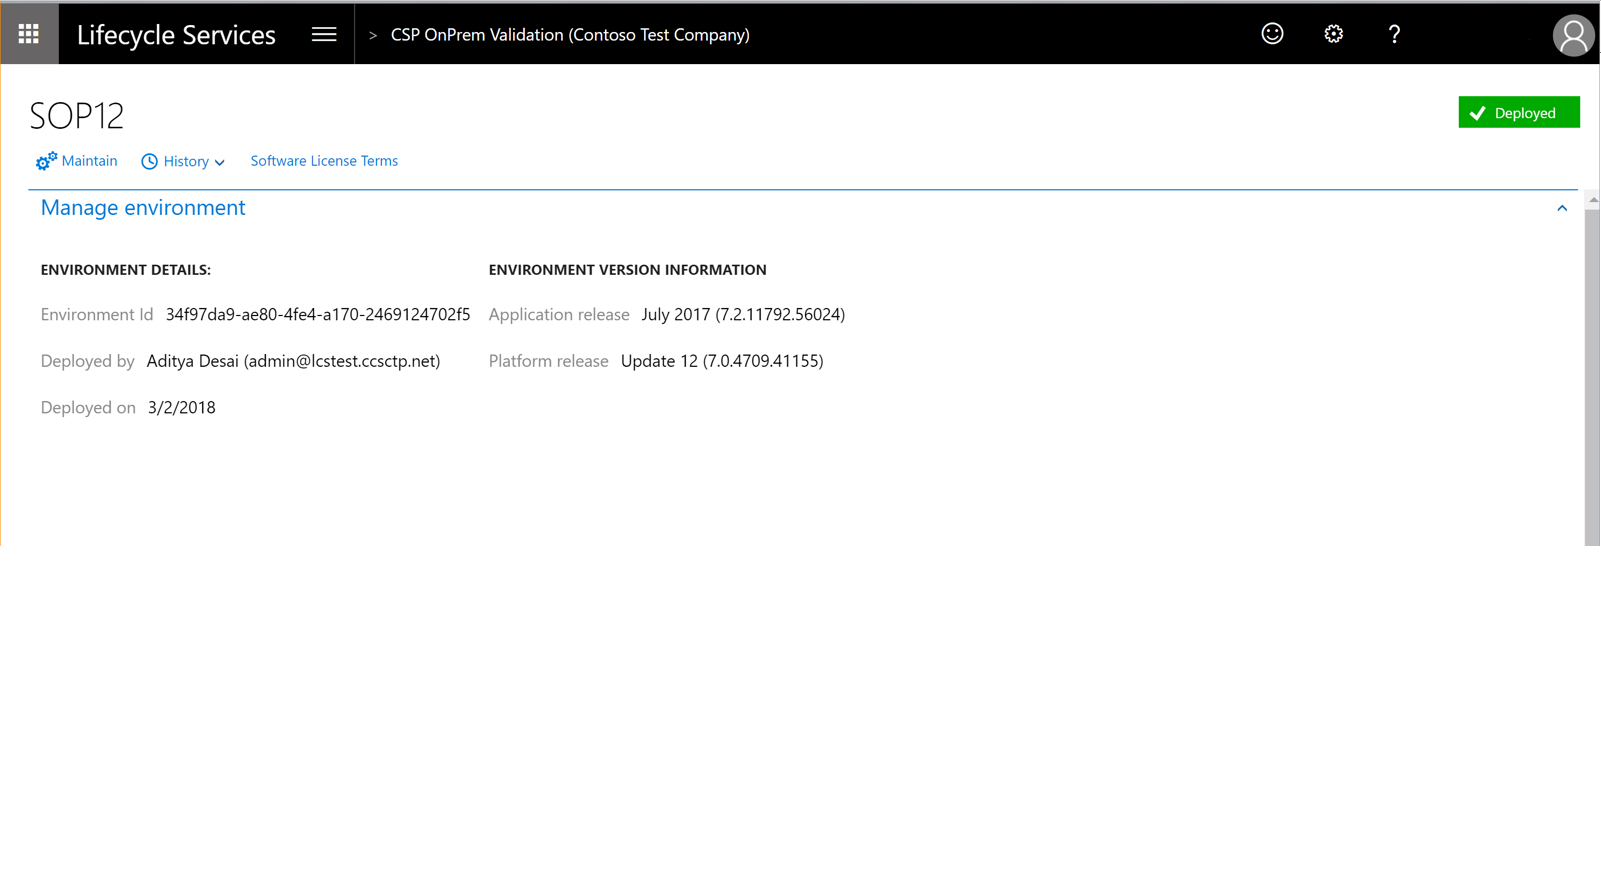 Lifecycle Services > CSP OnPrem Validation (Contoso Test Company) ?
SOP12
Deployed
Maintain History Software License Terms
Manage environment
ENVIRONMENT DETAILS: ENVIRONMENT VERSION INFORMATION
Environment Id 34f97da9-ae80-4fe4-a170-2469124702f5 Application release July 2017 (7.2.11792.56024)
Deployed by Aditya Desai (admin@lcstest.ccsctp.net) Platform release Update 12 (7.0.4709.41155)
Deployed on 3/2/2018